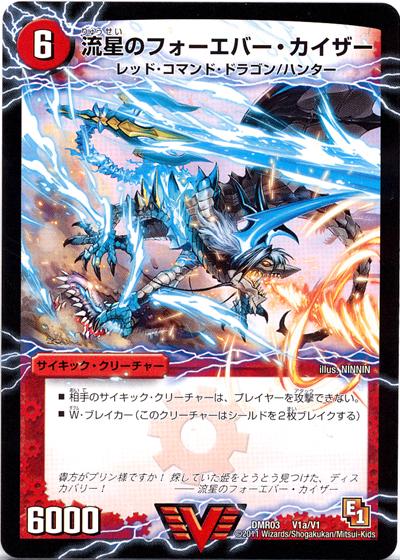 6
りゅうせい
流星のフォーエバー・カイザー
レッド・コマンド・ドラゴン/ハンター
サイキック・クリーチャー
illus. NINNIN
■ 相手のサイキック・クリーチャーは、プレイヤーを攻撃できない。
■ W・ブレイカー(このクリーチャーはシールドを2枚ブレイクする)
貴方がプリン様ですか! 探していた姫をとうとう見つけた、ディス
カバリー! ―― 流星のフォーエバー・カイザー
6000
V
E1
DMR03 V1a/V1
©2011 Wizards/Shogakukan/Mitsui-Kids